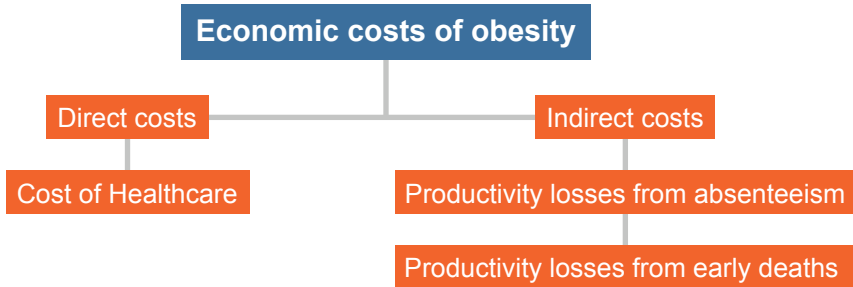 Economic costs of obesity
Direct costs
Indirect costs
Cost of Healthcare
Productivity losses from absenteeism
Productivity losses from early deaths